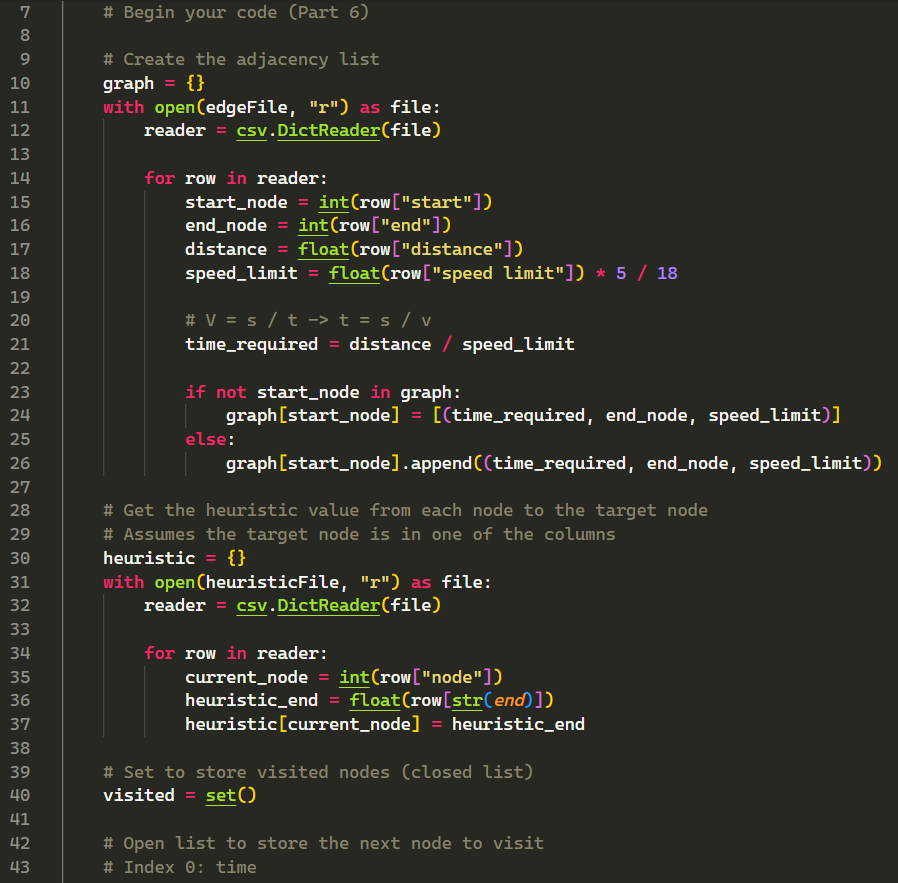 7 # Begin your code (Part 6)
8
9 # Create the adjacency list
10 graph = {}
11 with open(edgeFile, "r") as file:
12     reader = csv.DictReader(file)
13
14     for row in reader:
15         start_node = int(row["start"])
16         end_node = int(row["end"])
17         distance = float(row["distance"])
18         speed_limit = float(row["speed limit"]) * 5 / 18
19
20         # V = s / t -> t = s / v
21         time_required = distance / speed_limit
22
23         if not start_node in graph:
24             graph[start_node] = [(time_required, end_node, speed_limit)]
25         else:
26             graph[start_node].append((time_required, end_node, speed_limit))
27
28 # Get the heuristic value from each node to the target node
29 # Assumes the target node is in one of the columns
30 heuristic = {}
31 with open(heuristicFile, "r") as file:
32     reader = csv.DictReader(file)
33
34     for row in reader:
35         current_node = int(row["node"])
36         heuristic_end = float(row[str(end)])
37         heuristic[current_node] = heuristic_end
38
39 # Set to store visited nodes (closed list)
40 visited = set()
41
42 # Open list to store the next node to visit
43 # Index 0: time